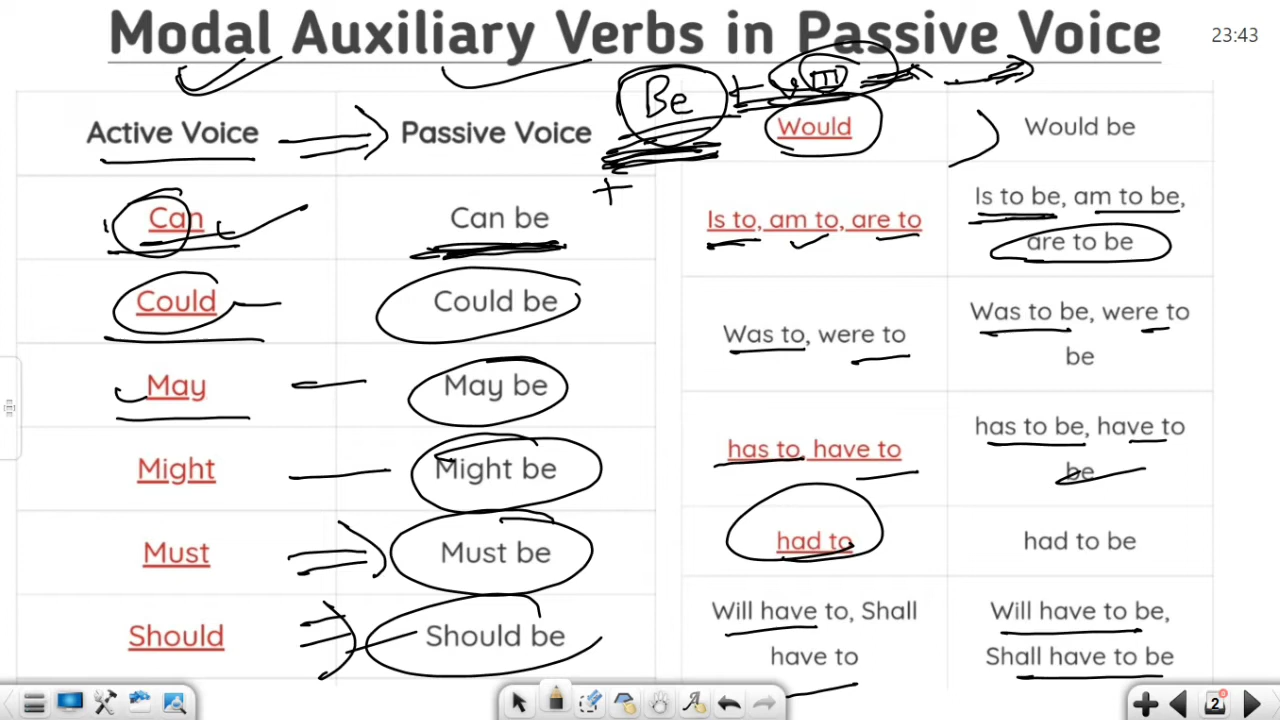 Modal Auxiliary Verbs in Passive Voice
23:43
Active Voice
Passive Voice
Be
+
+
V
III
Can
Can be
Could
Could be
May
May be
Might
Might be
Must
Must be
Should
Should be
Would
Would be
Is to, am to, are to
Is to be, am to be,
are to be
Was to, were to
Was to be, were to
be
has to, have to
has to be, have to
be
had to
had to be
Will have to, Shall
have to
Will have to be,
Shall have to be
2